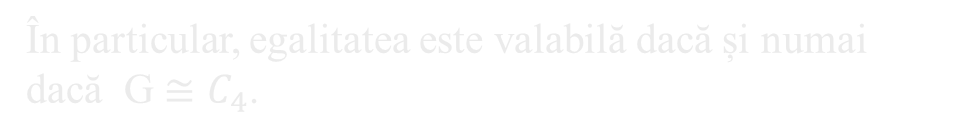 În particular, egalitatea este valabilă dacă și numai
dacă G ≅ C₄.